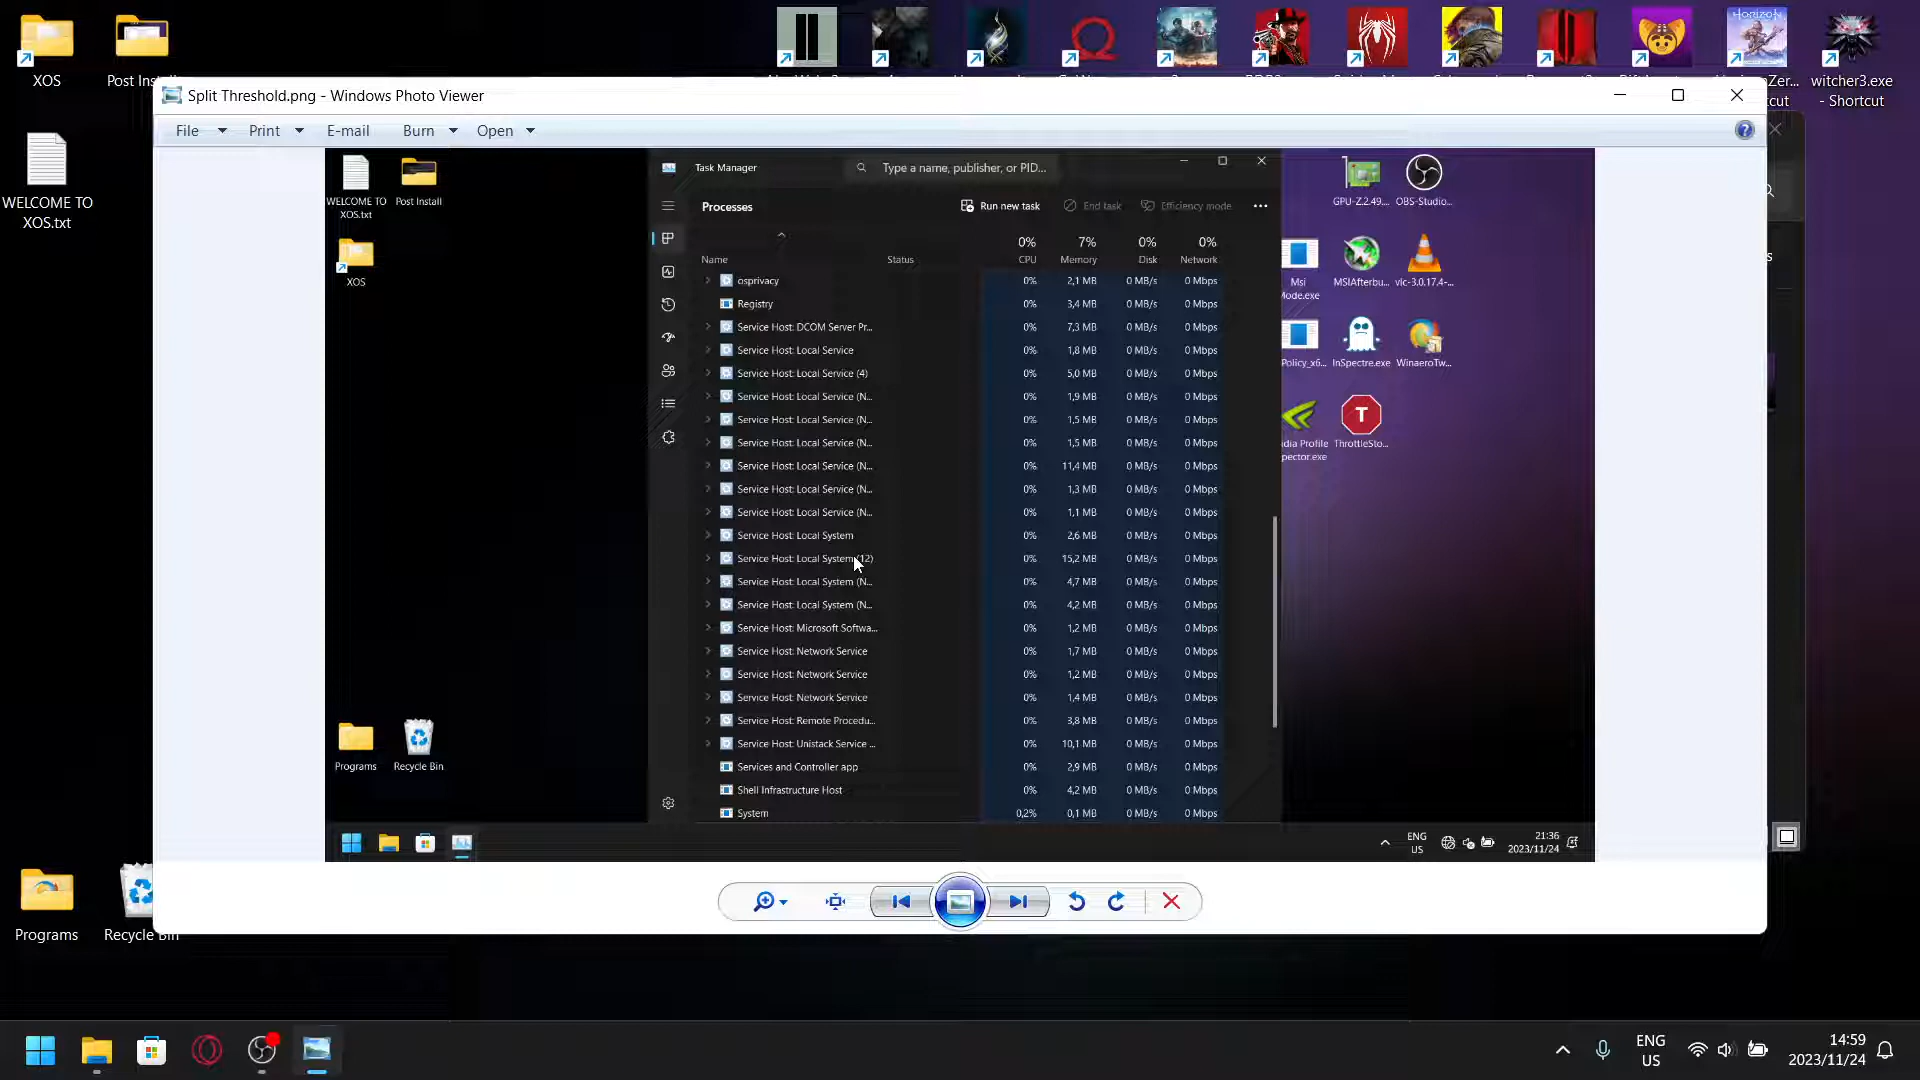 XOS
WELCOME TO
XOS.txt
Programs
HORIZON
witcher3.exe
- Shortcut
Split Threshold.png - Windows Photo Viewer
File
Print
E-mail
Burn
Open
WELCOME TO
XOS.txt
Post Install
XOS
Programs
Recycle Bin
Task Manager
Type a name, publisher, or PID...
Processes
Run new task
End task
Efficiency mode
0% 7% 0% 0%
Name Status CPU Memory Disk Network
osprivacy 0% 2,1 MB 0 MB/s 0 Mbps
Registry 0% 3,4 MB 0 MB/s 0 Mbps
Service Host: DCOM Server Pr... 0% 7,3 MB 0 MB/s 0 Mbps
Service Host: Local Service 0% 1,8 MB 0 MB/s 0 Mbps
Service Host: Local Service (4) 0% 5,0 MB 0 MB/s 0 Mbps
Service Host: Local Service (N... 0% 1,9 MB 0 MB/s 0 Mbps
Service Host: Local Service (N... 0% 1,5 MB 0 MB/s 0 Mbps
Service Host: Local Service (N... 0% 1,5 MB 0 MB/s 0 Mbps
Service Host: Local Service (N... 0% 11,4 MB 0 MB/s 0 Mbps
Service Host: Local Service (N... 0% 1,3 MB 0 MB/s 0 Mbps
Service Host: Local Service (N... 0% 1,1 MB 0 MB/s 0 Mbps
Service Host: Local System 0% 2,6 MB 0 MB/s 0 Mbps
Service Host: Local System (12) 0% 15,2 MB 0 MB/s 0 Mbps
Service Host: Local System (N... 0% 4,7 MB 0 MB/s 0 Mbps
Service Host: Local System (N... 0% 4,2 MB 0 MB/s 0 Mbps
Service Host: Microsoft Softwa... 0% 1,2 MB 0 MB/s 0 Mbps
Service Host: Network Service 0% 1,7 MB 0 MB/s 0 Mbps
Service Host: Network Service 0% 1,2 MB 0 MB/s 0 Mbps
Service Host: Network Service 0% 1,4 MB 0 MB/s 0 Mbps
Service Host: Remote Procedu... 0% 3,8 MB 0 MB/s 0 Mbps
Service Host: Unistack Service ... 0% 10,1 MB 0 MB/s 0 Mbps
Services and Controller app 0% 2,9 MB 0 MB/s 0 Mbps
Shell Infrastructure Host 0% 4,2 MB 0 MB/s 0 Mbps
System 0,2% 0,1 MB 0 MB/s 0 Mbps
GPU-Z.2.49....
OBS-Studio...
Msi
ode.exe
MSIAfterbu...
vlc-3.0.17.4-...
Policy_x6...
InSpectre.exe
WinaeroTw...
dia Profile
pector.exe
T
ThrottleSto...
ENG
US
21:36
2023/11/24
ENG
US
14:59
2023/11/24